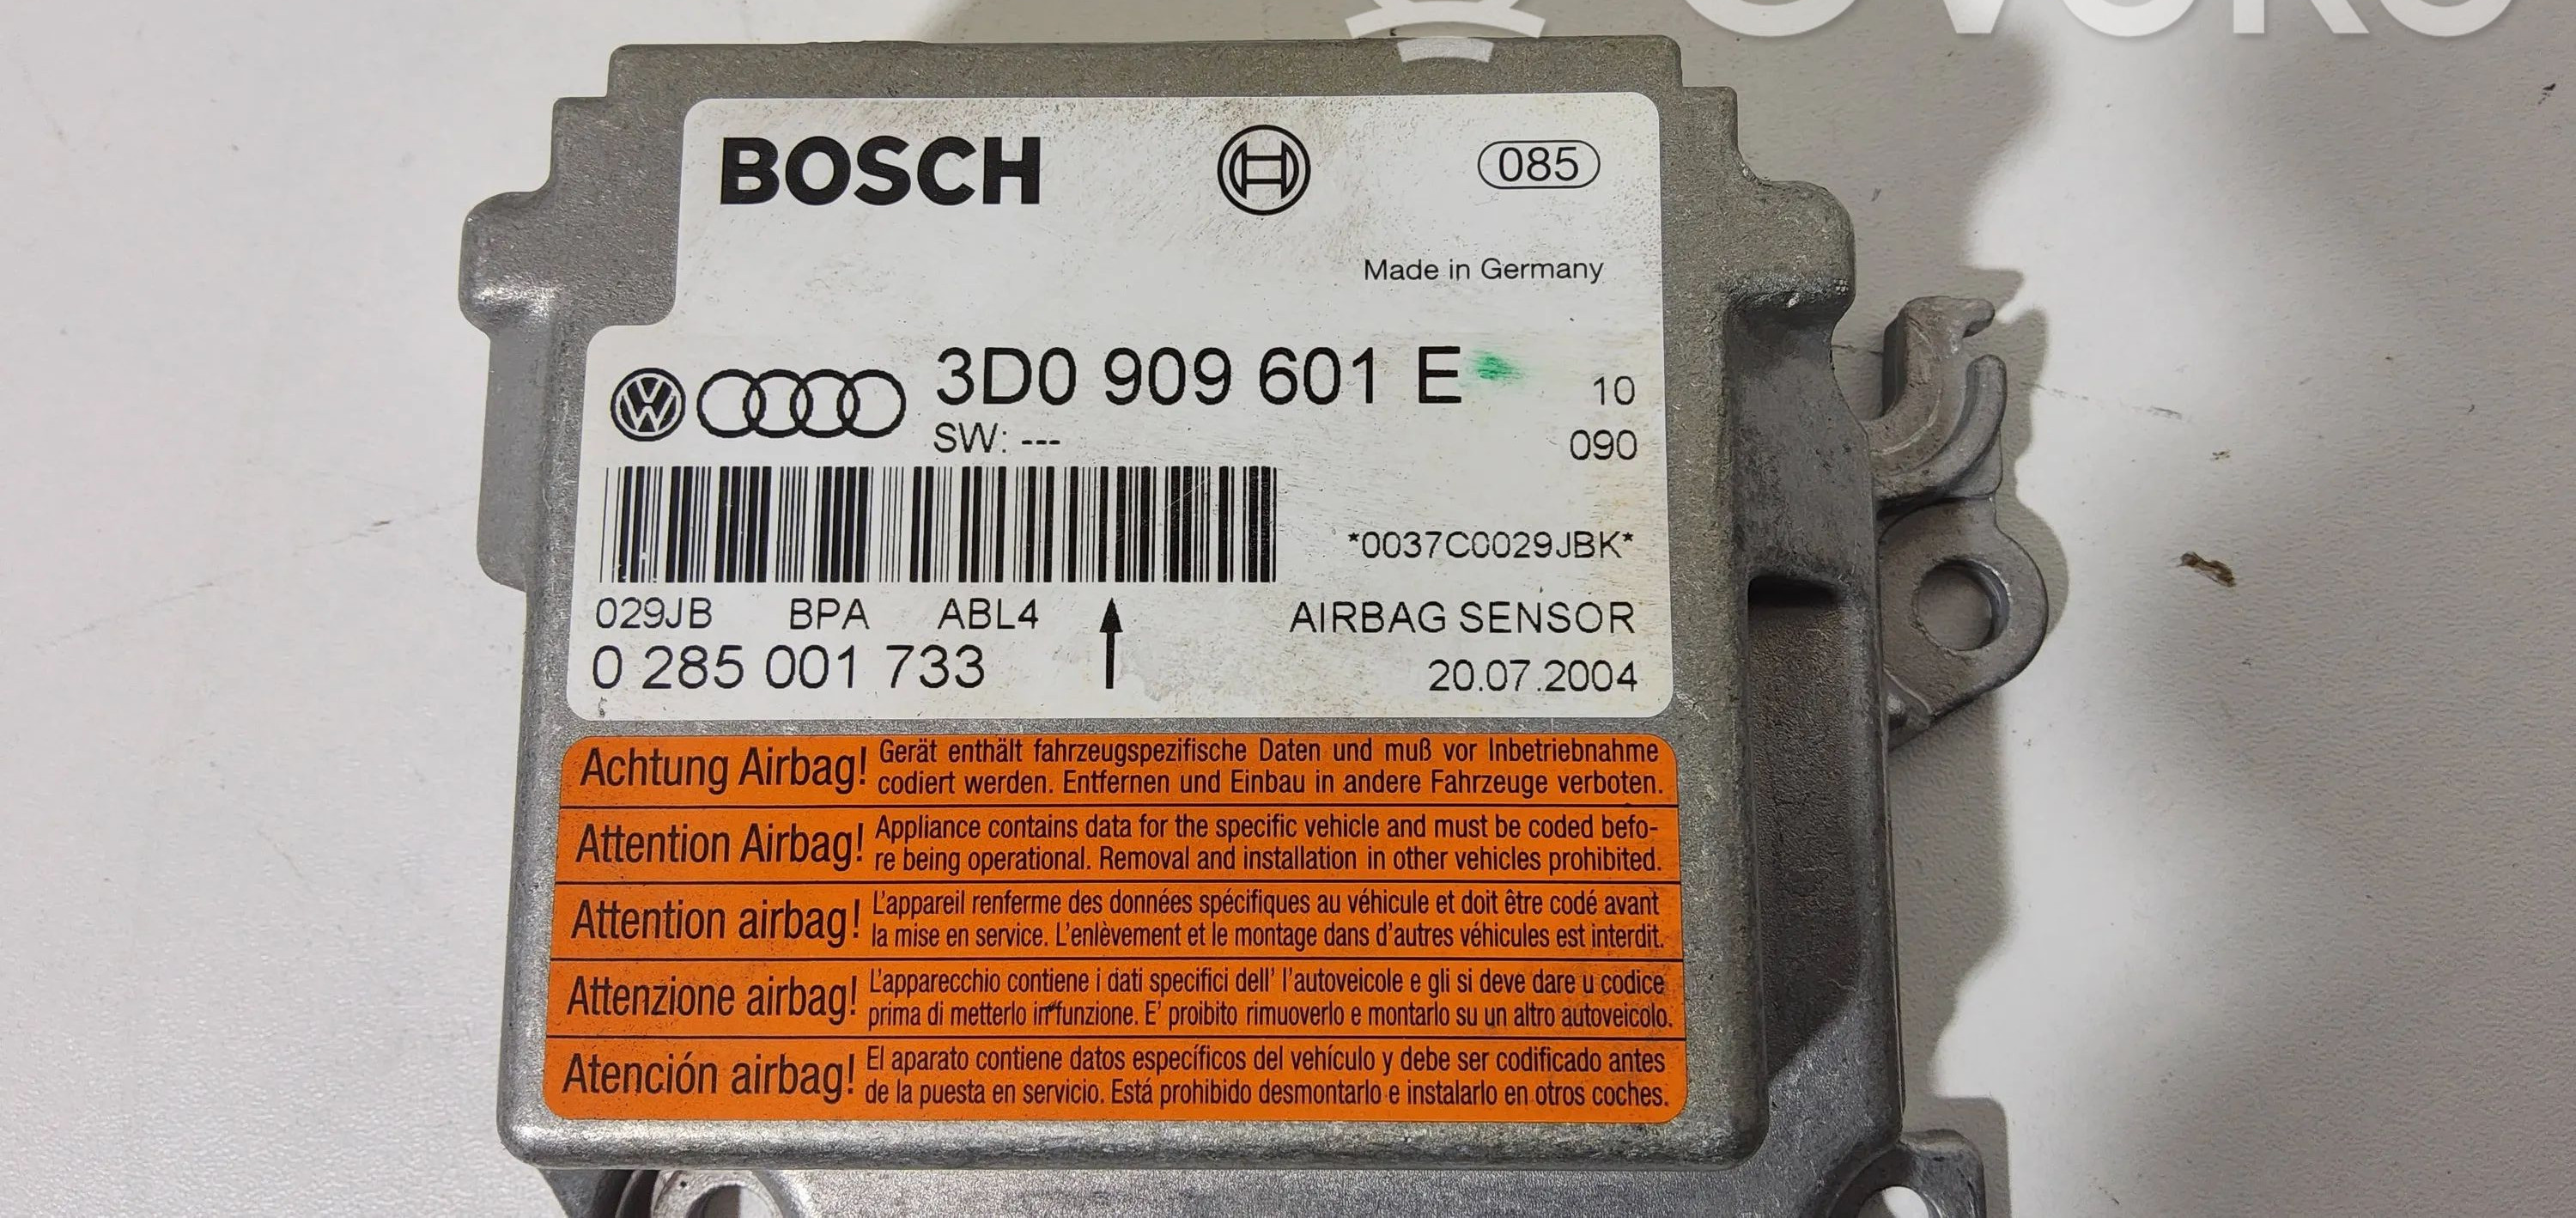 BOSCH
085
Made in Germany
3D0 909 601 E
10
SW: ---
090
*0037C0029JBK*
029JB BPA ABL4
AIRBAG SENSOR
0 285 001 733
20.07.2004
Achtung Airbag! Gerät enthält fahrzeugspezifische Daten und muß vor Inbetriebnahme
codiert werden. Entfernen und Einbau in andere Fahrzeuge verboten.
Attention Airbag! Appliance contains data for the specific vehicle and must be coded befo-
re being operational. Removal and installation in other vehicles prohibited.
Attention airbag! L'appareil renferme des données spécifiques au véhicule et doit être codé avant
la mise en service. L'enlèvement et le montage dans d'autres véhicules est interdit.
Attenzione airbag! L'apparecchio contiene i dati specifici dell' l'autoveicole e gli si deve dare u codice
prima di metterlo in funzione. E' proibito rimuoverlo e montarlo su un altro autoveicolo.
Atención airbag! El aparato contiene datos específicos del vehículo y debe ser codificado antes
de la puesta en servicio. Está prohibido desmontarlo e instalarlo en otros coches.